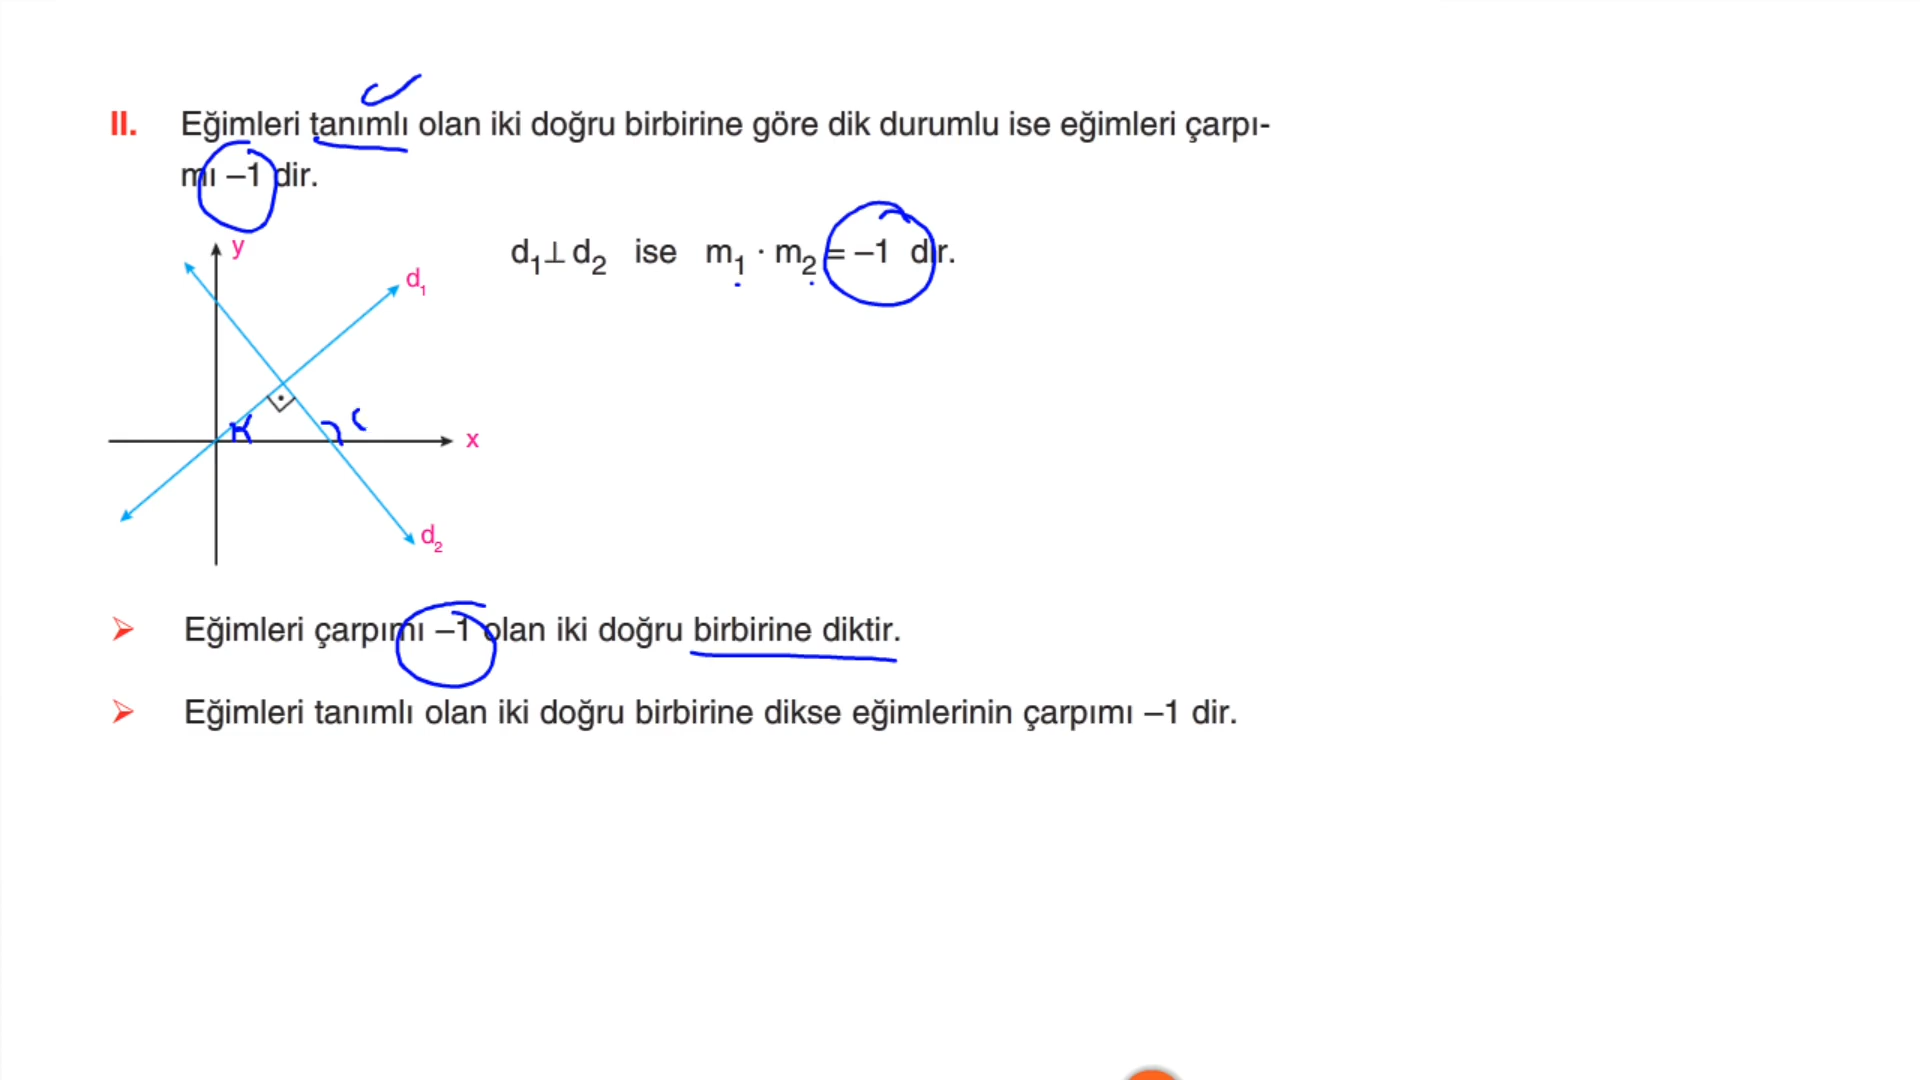 II. Eğimleri tanımlı olan iki doğru birbirine göre dik durumlu ise eğimleri çarpı-
mı –1 dir.
d₁⊥d₂ ise m₁ · m₂ = –1 dir.
y
d₁
x
d₂
Eğimleri çarpımı –1 olan iki doğru birbirine diktir.
Eğimleri tanımlı olan iki doğru birbirine dikse eğimlerinin çarpımı –1 dir.